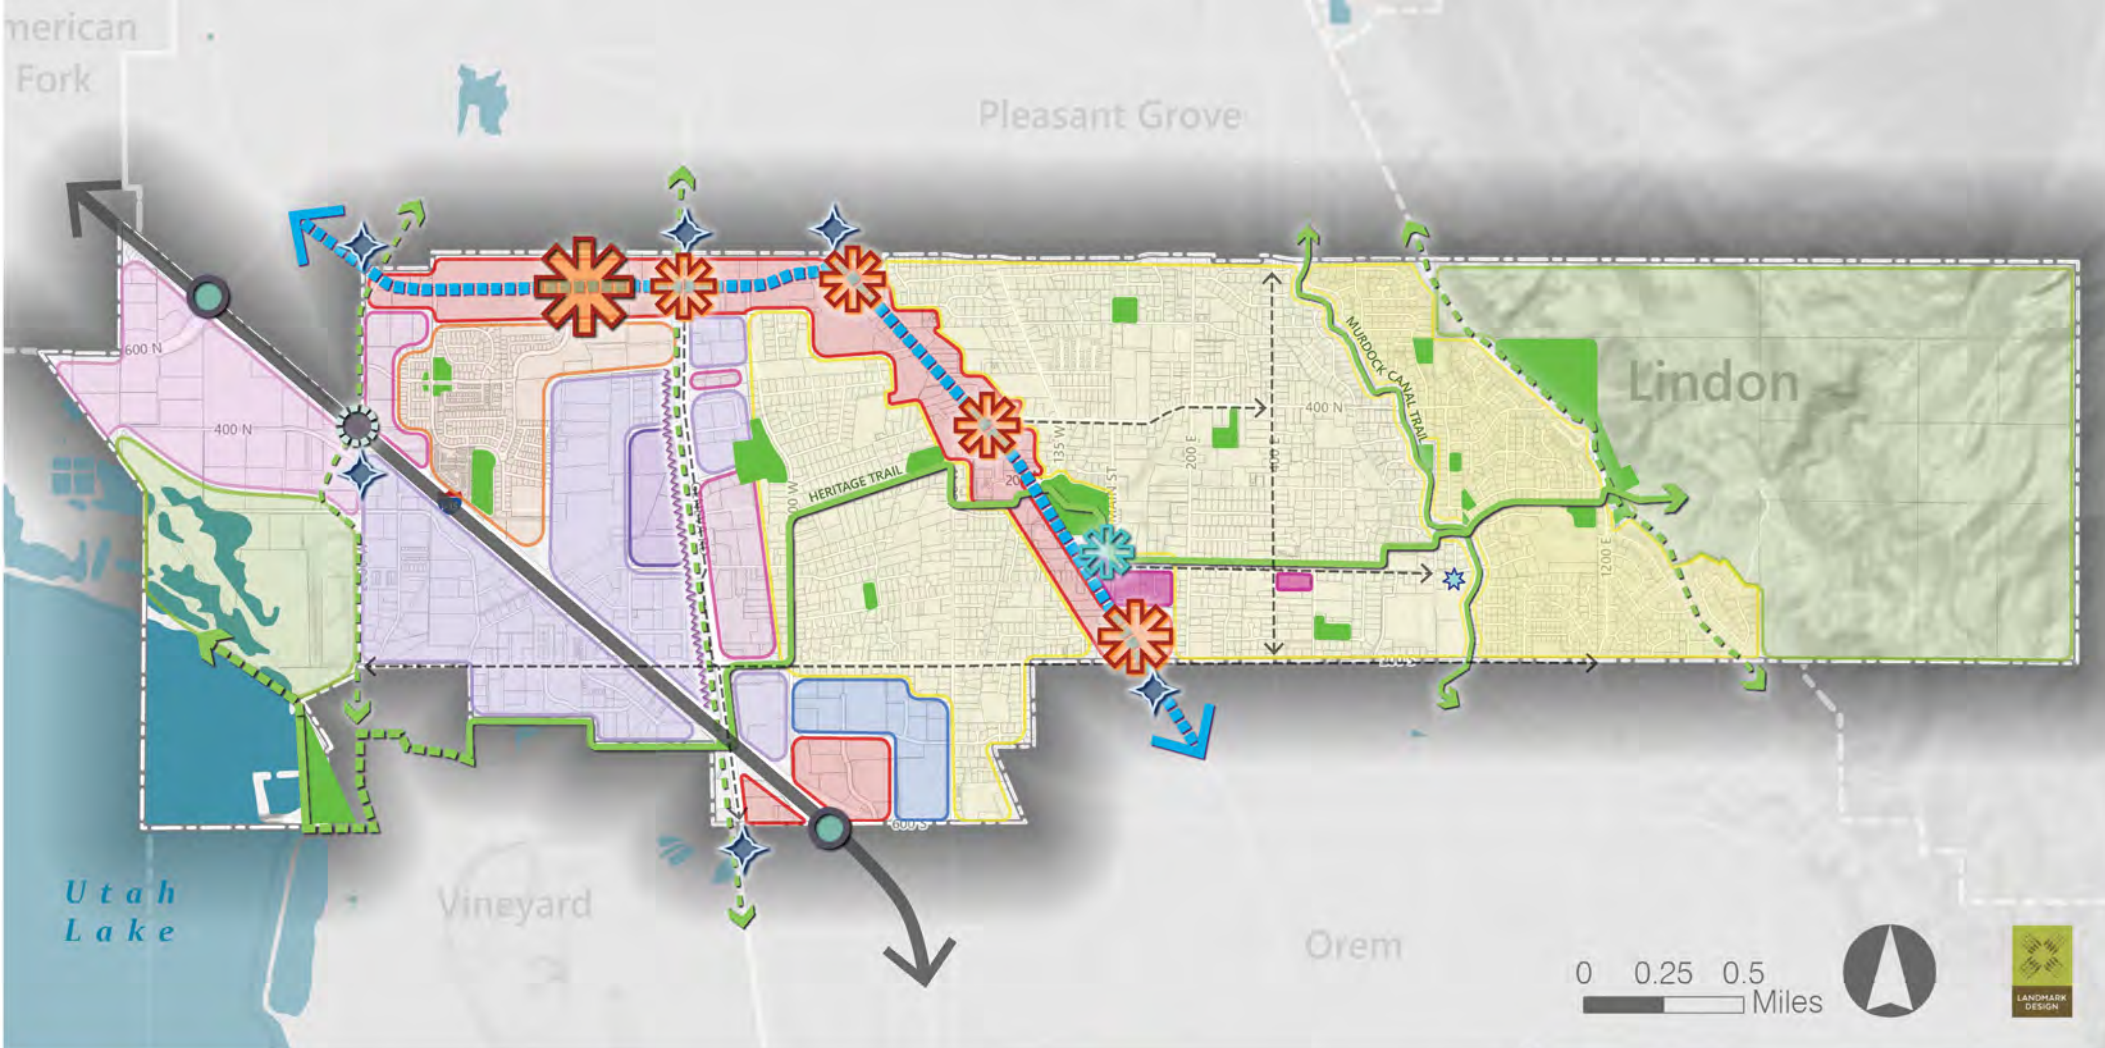 merican
Fork
Pleasant Grove
600 N
400 N
MURDOCK CANAL TRAIL
Lindon
400 N
135 W
200 E
HERITAGE TRAIL
1200 E
600 S
Utah
Lake
Vineyard
Orem
0 0.25 0.5
Miles
LANDMARK
DESIGN